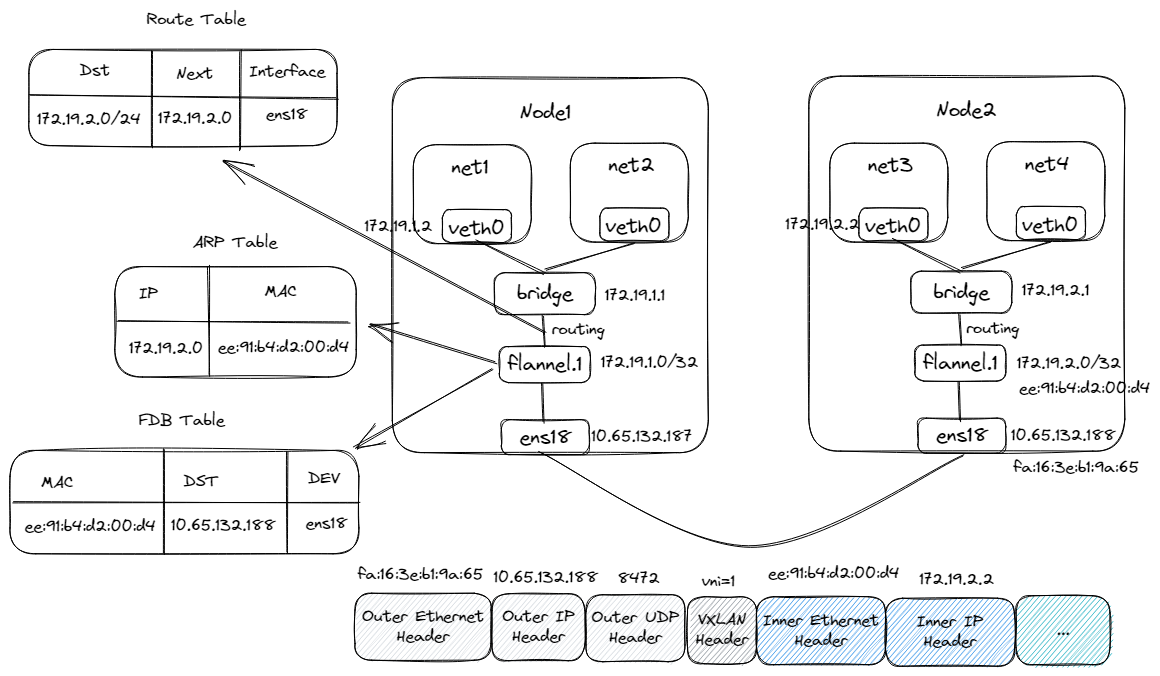 Route Table
Dst Next Interface
172.19.2.0/24 172.19.2.0 ens18
ARP Table
IP MAC
172.19.2.0 ee:91:b4:d2:00:d4
FDB Table
MAC DST DEV
ee:91:b4:d2:00:d4 10.65.132.188 ens18
Node1
net1 net2
172.19.1.2 veth0 veth0
bridge 172.19.1.1
routing
flannel.1 172.19.1.0/32
ens18 10.65.132.187
Node2
net3 net4
172.19.2.2 veth0 veth0
bridge 172.19.2.1
routing
flannel.1 172.19.2.0/32
ee:91:b4:d2:00:d4
ens18 10.65.132.188
fa:16:3e:b1:9a:65
fa:16:3e:b1:9a:65 10.65.132.188 8472 vni=1 ee:91:b4:d2:00:d4 172.19.2.2
Outer Ethernet
Header
Outer IP
Header
Outer UDP
Header
VXLAN
Header
Inner Ethernet
Header
Inner IP
Header
...